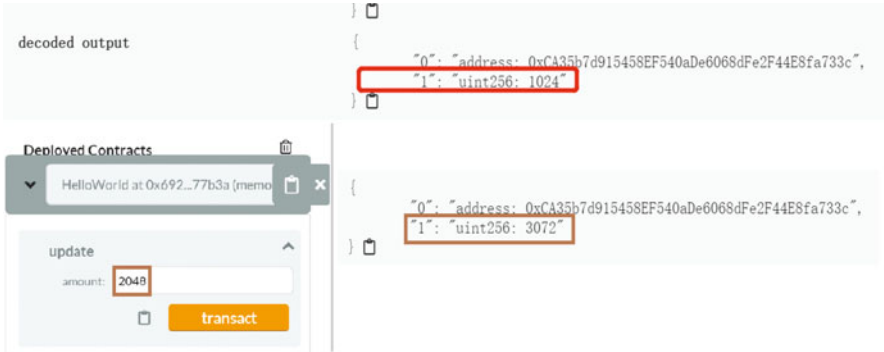 }
decoded output
{
"0": "address: 0xCA35b7d915458EF540aDe6068dFe2F44E8fa733c",
"1": "uint256: 1024"
}
Deployed Contracts
HelloWorld at 0x692...77b3a (memo
{
"0": "address: 0xCA35b7d915458EF540aDe6068dFe2F44E8fa733c",
"1": "uint256: 3072"
}
update
amount: 2048
transact